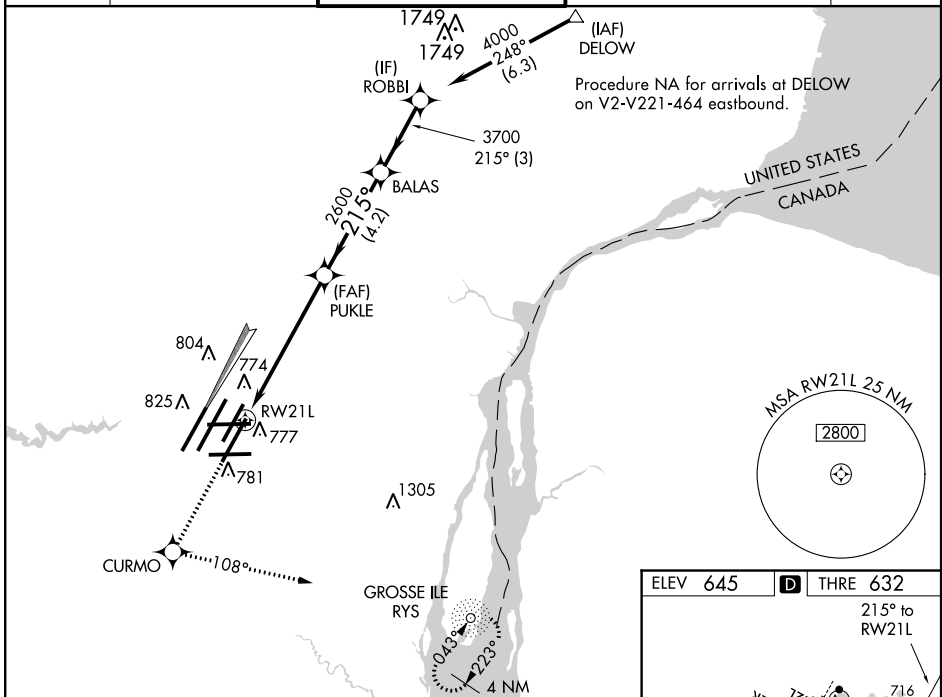 1749
1749
4000
248°
(6.3)
(IAF)
DELOW
(IF)
ROBBI
Procedure NA for arrivals at DELOW
on V2-V221-464 eastbound.
3700
215° (3)
BALAS
2600
215°
(4.2)
UNITED STATES
CANADA
(FAF)
PUKLE
804
774
825
RW21L
777
781
MSA RW21L 25 NM
2800
1305
CURMO
108°
GROSSE ILE
RYS
043°
223°
4 NM
ELEV 645 D THRE 632
215° to
RW21L
716